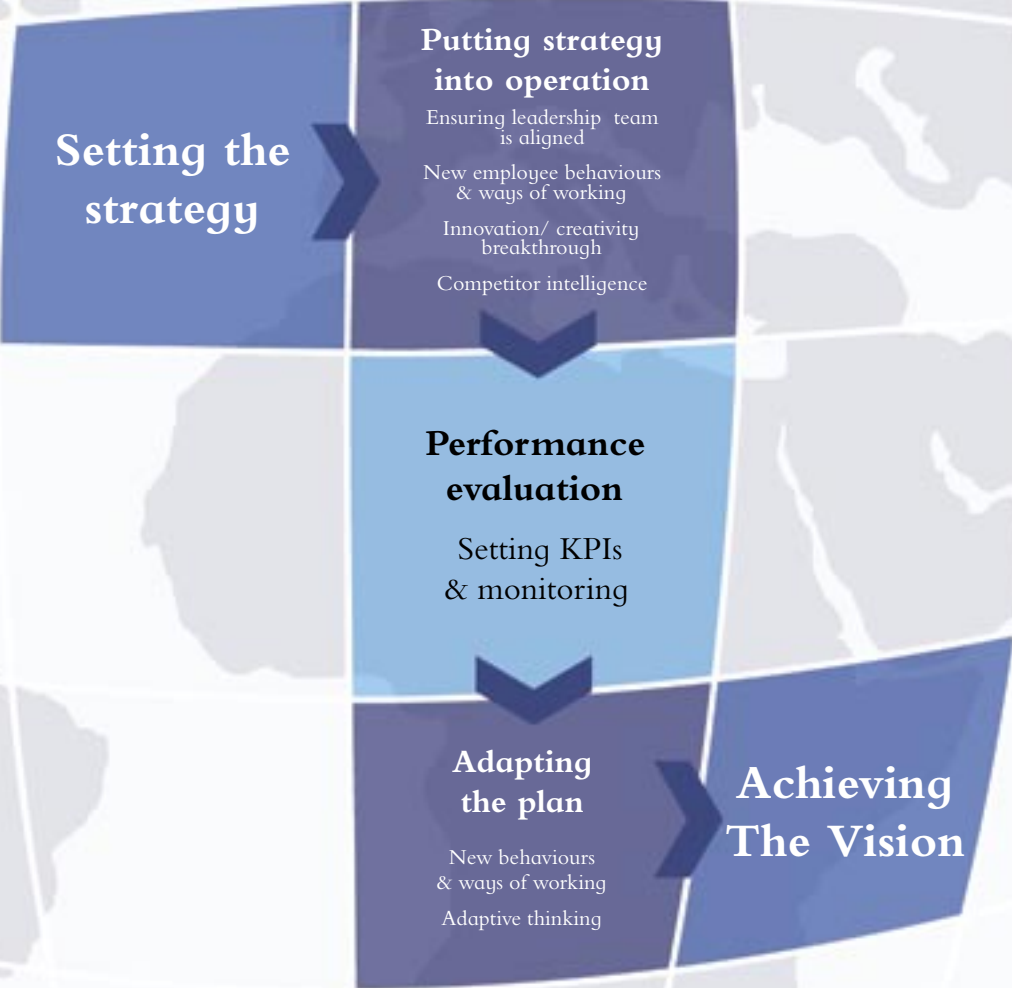 Setting the
strategy
Putting strategy
into operation
Ensuring leadership team
is aligned
New employee behaviours
& ways of working
Innovation/ creativity
breakthrough
Competitor intelligence
Performance
evaluation
Setting KPIs
& monitoring
Adapting
the plan
New behaviours
& ways of working
Adaptive thinking
Achieving
The Vision